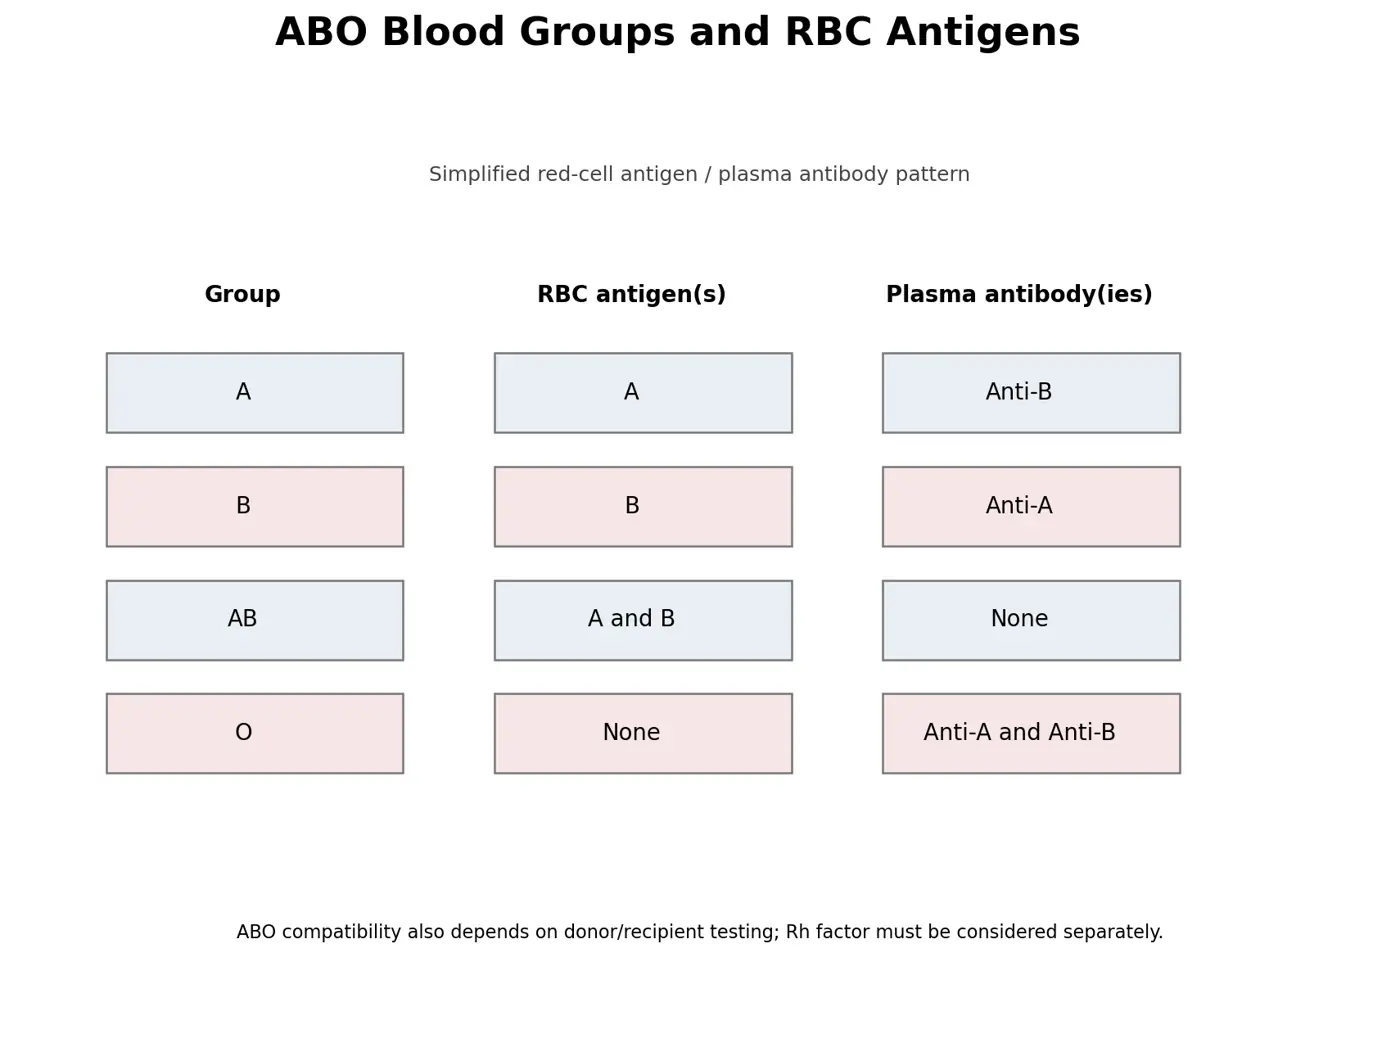 ABO Blood Groups and RBC Antigens
Simplified red-cell antigen / plasma antibody pattern
Group RBC antigen(s) Plasma antibody(ies)
A A Anti-B
B B Anti-A
AB A and B None
O None Anti-A and Anti-B
ABO compatibility also depends on donor/recipient testing; Rh factor must be considered separately.